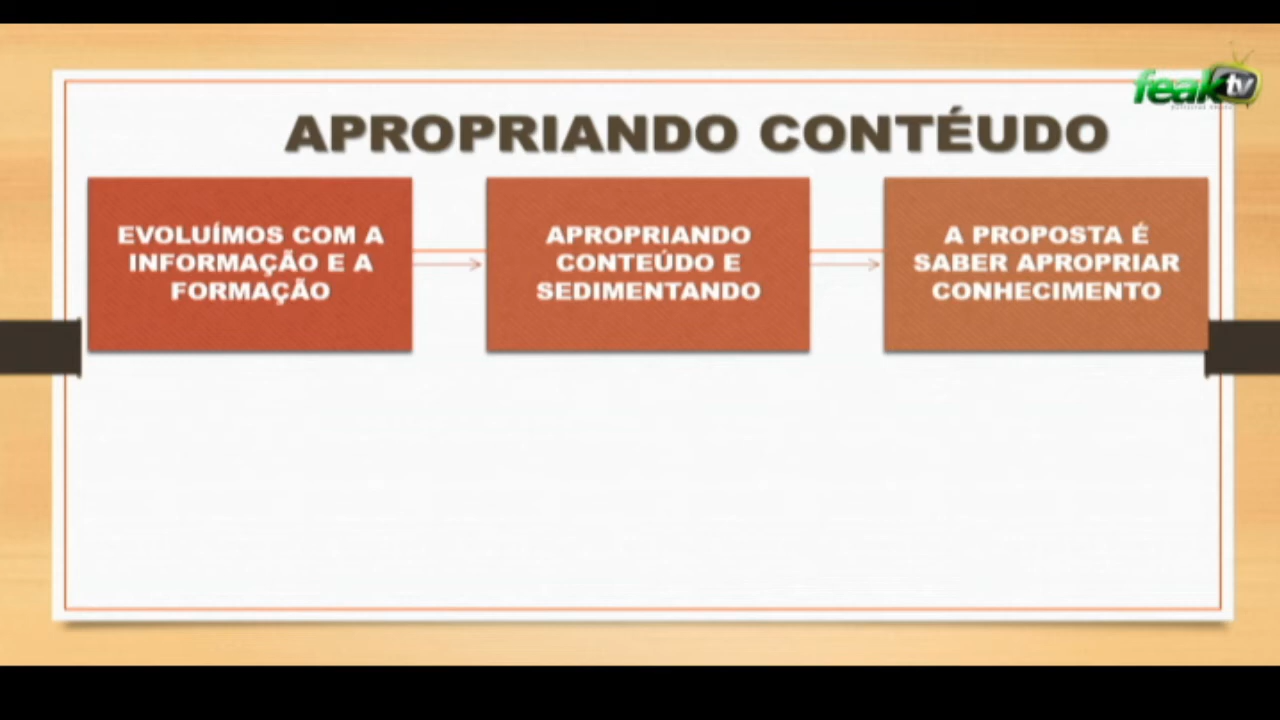 feak tv
APROPRIANDO CONTÉUDO
EVOLUÍMOS COM A
INFORMAÇÃO E A
FORMAÇÃO
APROPRIANDO
CONTEÚDO E
SEDIMENTANDO
A PROPOSTA É
SABER APROPRIAR
CONHECIMENTO